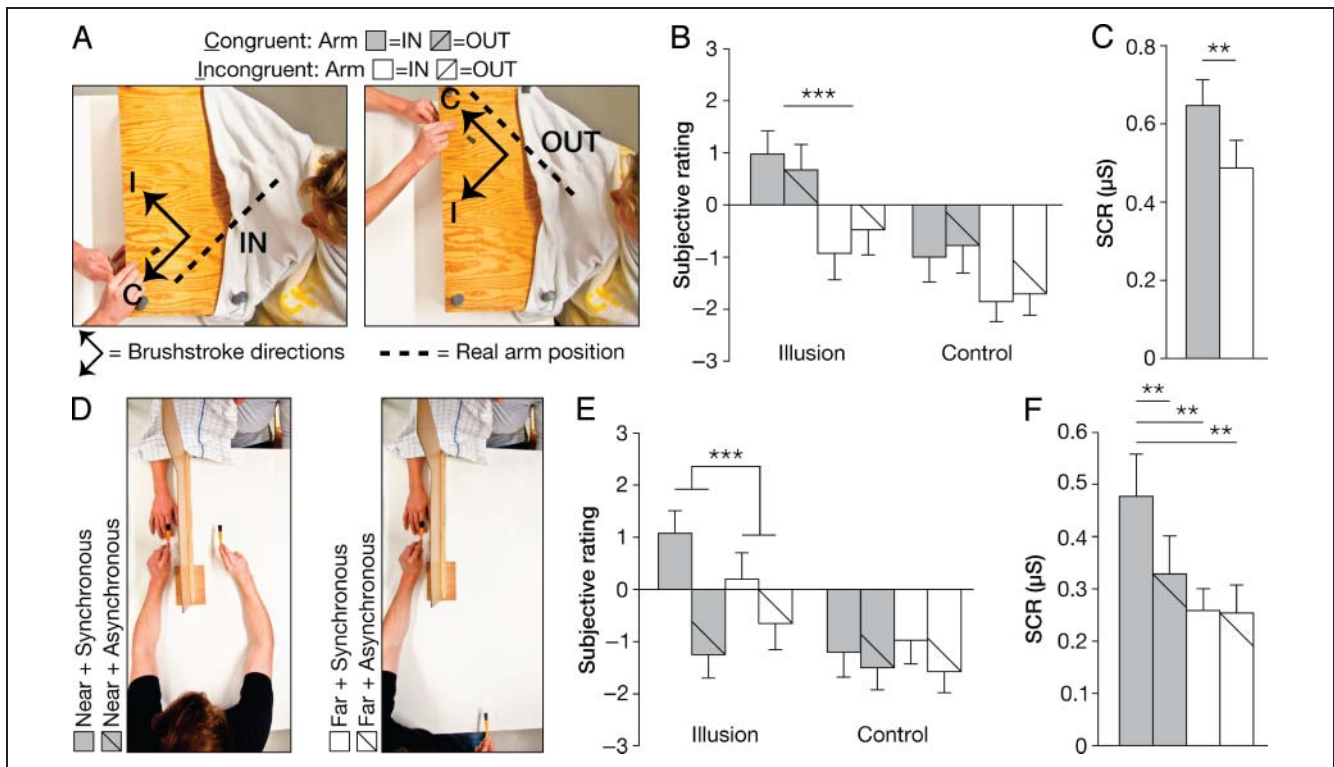 A
Congruent: Arm =IN =OUT
Incongruent: Arm =IN =OUT
C
I
IN
C
OUT
I
= Brushstroke directions
= Real arm position
B
Subjective rating
3
2
1
0
−1
−2
−3
***
Illusion
Control
C
SCR (µS)
0.8
0.6
0.4
0.2
0
**
D
Near + Synchronous
Near + Asynchronous
Far + Synchronous
Far + Asynchronous
E
Subjective rating
3
2
1
0
−1
−2
−3
***
Illusion
Control
F
SCR (µS)
0.6
0.5
0.4
0.3
0.2
0.1
0
**
**
**